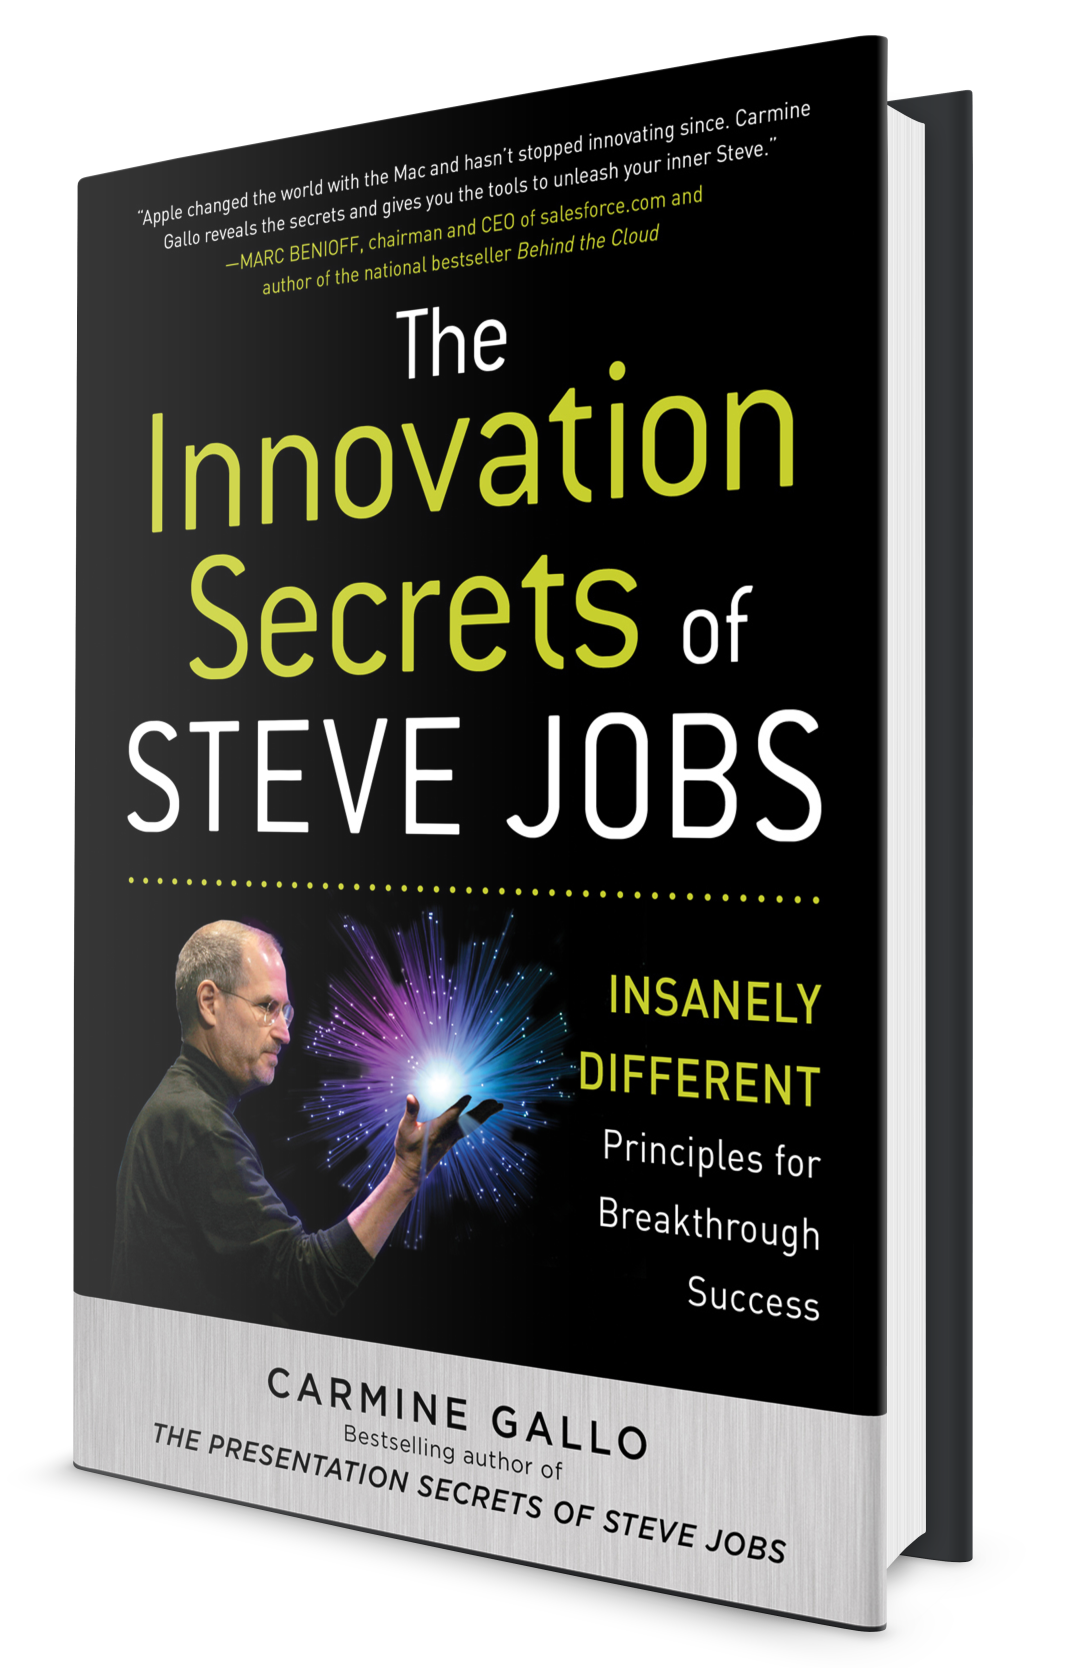 “Apple changed the world with the Mac and hasn’t stopped innovating since. Carmine
Gallo reveals the secrets and gives you the tools to unleash your inner Steve.”
—MARC BENIOFF, chairman and CEO of salesforce.com and
author of the national bestseller Behind the Cloud
The
Innovation
Secrets of
STEVE JOBS
INSANELY
DIFFERENT
Principles for
Breakthrough
Success
CARMINE GALLO
Bestselling author of
THE PRESENTATION SECRETS OF STEVE JOBS